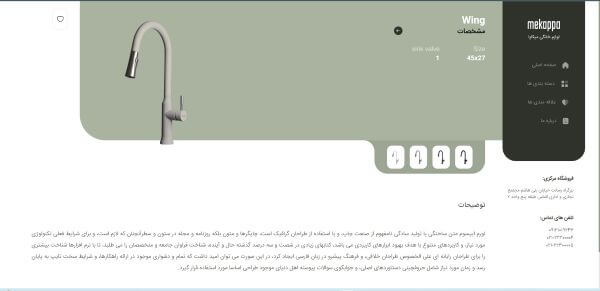 mekappa
لوازم خانگی میکاپا
صفحه اصلی
دسته بندی ها
علاقه مندی ها
درباره ما
Wing
مشخصات
sink valve
Size
1
45x27
توضیحات
لورم ایپسوم متن ساختگی با تولید سادگی نامفهوم از صنعت چاپ، و با استفاده از طراحان گرافیک است، چاپگرها و متون بلکه روزنامه و مجله در ستون و سطرآنچنان که لازم است، و برای شرایط فعلی تکنولوژی
مورد نیاز، و کاربردهای متنوع با هدف بهبود ابزارهای کاربردی می باشد، کتابهای زیادی در شصت و سه درصد گذشته حال و آینده، شناخت فراوان جامعه و متخصصان را می طلبد، تا با نرم افزارها شناخت بیشتری
را برای طراحان رایانه ای علی الخصوص طراحان خلاقی، و فرهنگ پیشرو در زبان فارسی ایجاد کرد، در این صورت می توان امید داشت که تمام و دشواری موجود در ارائه راهکارها، و شرایط سخت تایپ به پایان
رسد و زمان مورد نیاز شامل حروفچینی دستاوردهای اصلی، و جوابگوی سوالات پیوسته اهل دنیای موجود طراحی اساسا مورد استفاده قرار گیرد.
فروشگاه مرکزی:
تلفن های تماس: